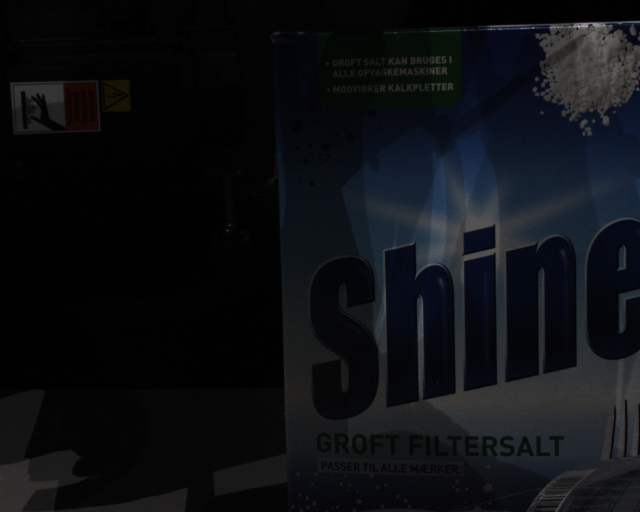 • GROFT SALT KAN BRUGES I
ALLE OPVASKEMASKINER
• MODVIRKER KALKPLETTER
shine
GROFT FILTERSALT
PASSER TIL ALLE MÆRKER.